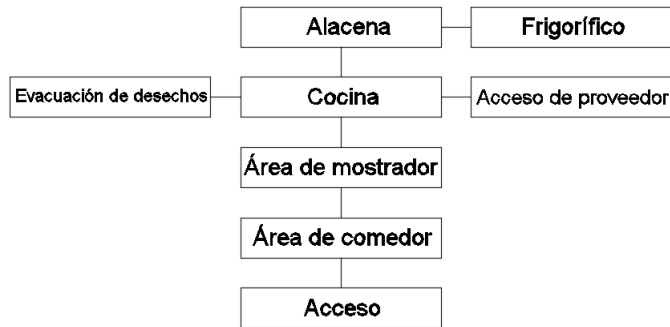 Alacena
Frigorífico
Evacuación de desechos
Cocina
Acceso de proveedor
Área de mostrador
Área de comedor
Acceso